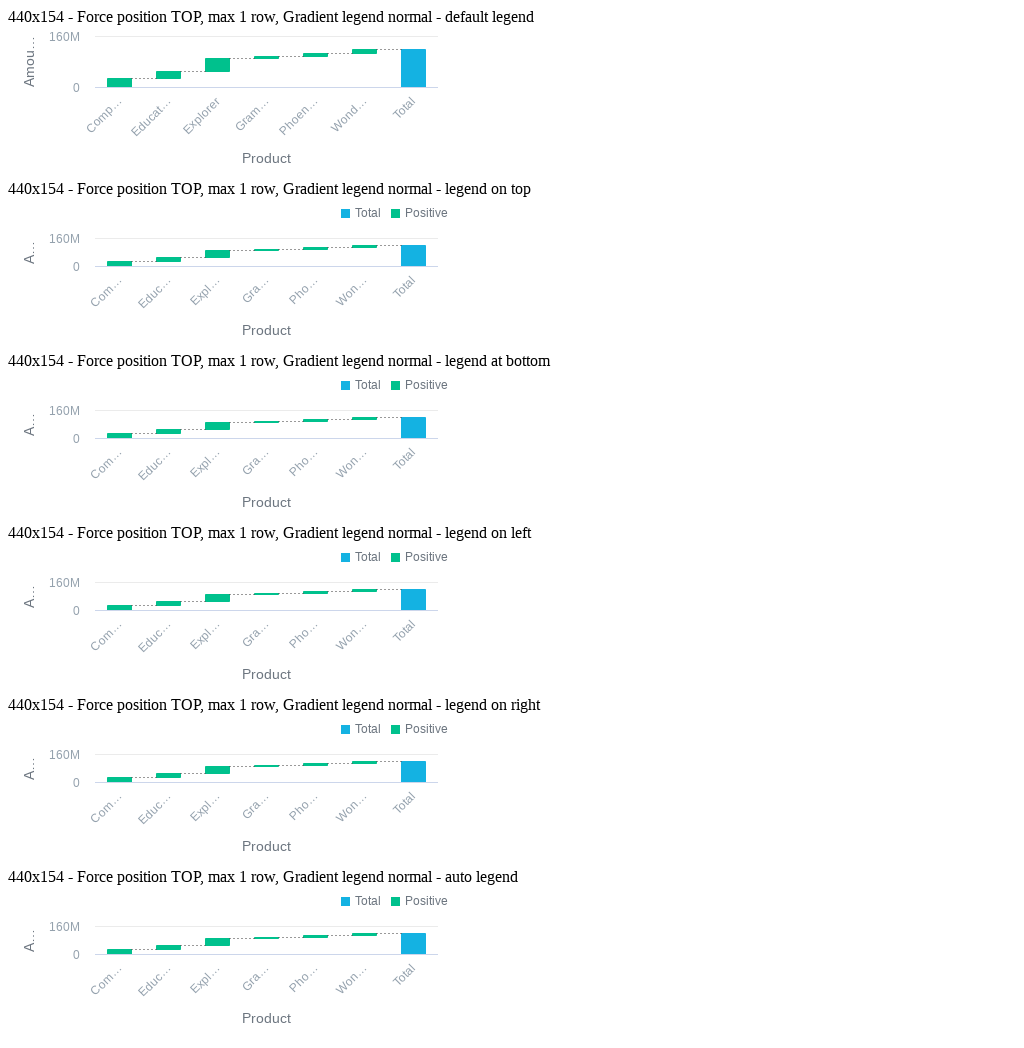 440x154 - Force position TOP, max 1 row, Gradient legend normal - default legend
160M
Amou…
0
Comp… Educat… Explorer Gram… Phoen… Wond… Total
Product
440x154 - Force position TOP, max 1 row, Gradient legend normal - legend on top
Total Positive
160M
A…
0
Com… Educ… Expl… Gra… Pho… Won… Total
Product
440x154 - Force position TOP, max 1 row, Gradient legend normal - legend at bottom
Total Positive
160M
A…
0
Com… Educ… Expl… Gra… Pho… Won… Total
Product
440x154 - Force position TOP, max 1 row, Gradient legend normal - legend on left
Total Positive
160M
A…
0
Com… Educ… Expl… Gra… Pho… Won… Total
Product
440x154 - Force position TOP, max 1 row, Gradient legend normal - legend on right
Total Positive
160M
A…
0
Com… Educ… Expl… Gra… Pho… Won… Total
Product
440x154 - Force position TOP, max 1 row, Gradient legend normal - auto legend
Total Positive
160M
A…
0
Com… Educ… Expl… Gra… Pho… Won… Total
Product